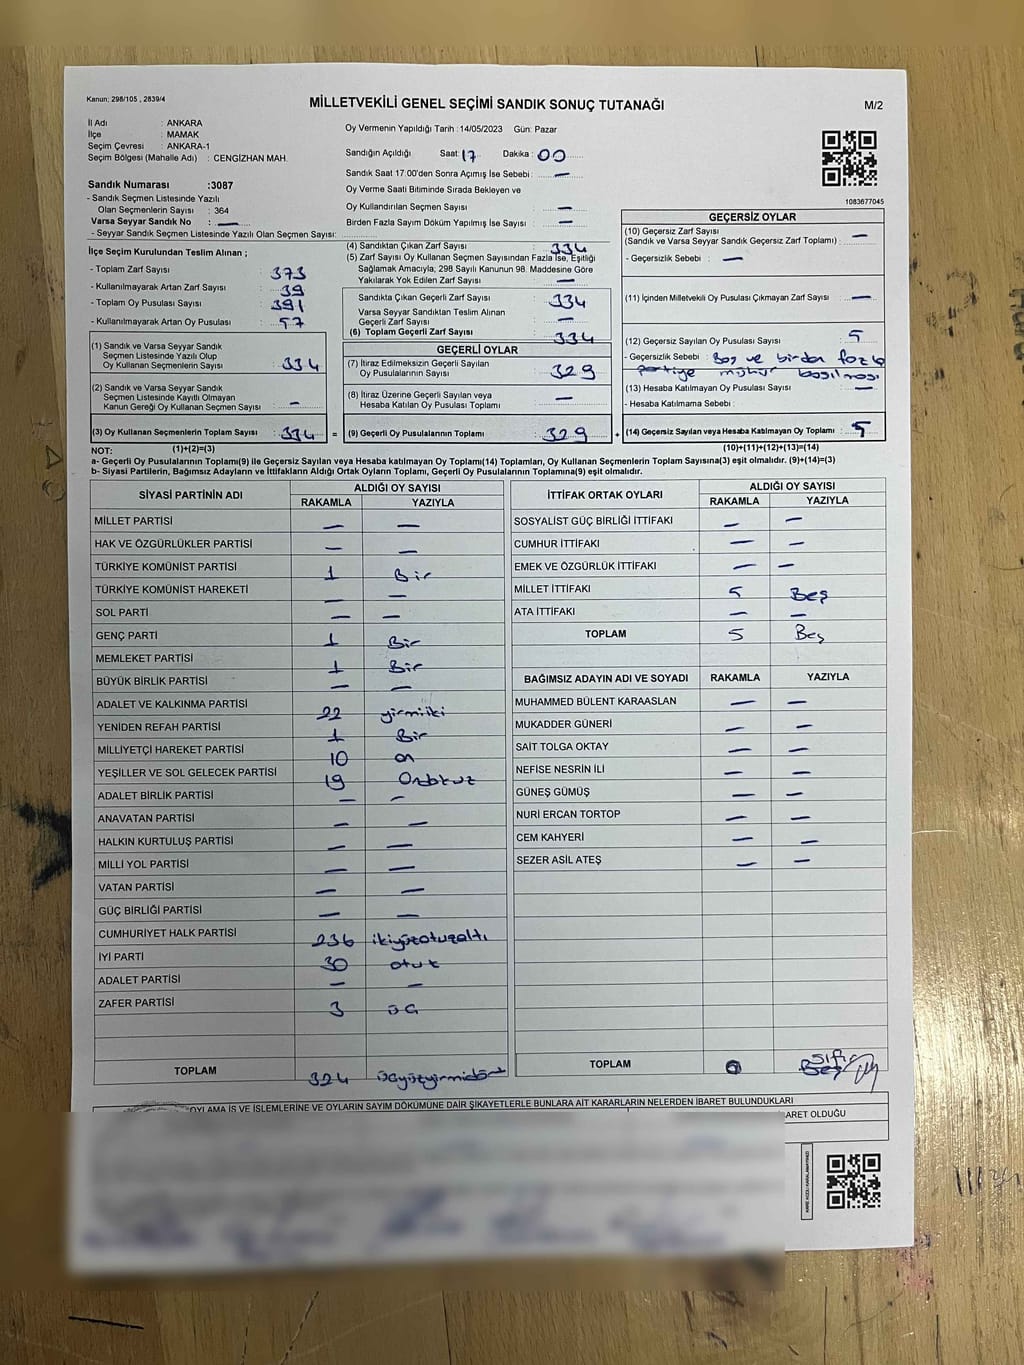 Kanun: 298/105 , 2839/4
MİLLETVEKİLİ GENEL SEÇİMİ SANDIK SONUÇ TUTANAĞI
M/2
İl Adı : ANKARA
İlçe : MAMAK
Seçim Çevresi : ANKARA-1
Seçim Bölgesi (Mahalle Adı) : CENGİZHAN MAH.
Sandık Numarası :3087
- Sandık Seçmen Listesinde Yazılı
Olan Seçmenlerin Sayısı : 364
Varsa Seyyar Sandık No : —
- Seyyar Sandık Seçmen Listesinde Yazılı Olan Seçmen Sayısı:
İlçe Seçim Kurulundan Teslim Alınan ;
- Toplam Zarf Sayısı : 373
- Kullanılmayarak Artan Zarf Sayısı : 39
- Toplam Oy Pusulası Sayısı : 391
- Kullanılmayarak Artan Oy Pusulası : 57
Oy Vermenin Yapıldığı Tarih : 14/05/2023 Gün: Pazar
Sandığın Açıldığı Saat: 17 Dakika : 00
Sandık Saat 17:00'den Sonra Açımış İse Sebebi : —
Oy Verme Saati Bitiminde Sırada Bekleyen ve
Oy Kullandırılan Seçmen Sayısı : —
Birden Fazla Sayım Döküm Yapılmış İse Sayısı : —
(4) Sandıktan Çıkan Zarf Sayısı : 334
(5) Zarf Sayısı Oy Kullanan Seçmen Sayısından Fazla İse, Eşitliği
Sağlamak Amacıyla; 298 Sayılı Kanunun 98. Maddesine Göre
Yakılarak Yok Edilen Zarf Sayısı : —
Sandıkta Çıkan Geçerli Zarf Sayısı : 334
Varsa Seyyar Sandıktan Teslim Alınan
Geçerli Zarf Sayısı : —
(6) Toplam Geçerli Zarf Sayısı : 334
1083677045
GEÇERSİZ OYLAR
(10) Geçersiz Zarf Sayısı : —
(Sandık ve Varsa Seyyar Sandık Geçersiz Zarf Toplamı)
- Geçersizlik Sebebi : —
(11) İçinden Milletvekili Oy Pusulası Çıkmayan Zarf Sayısı : —
(12) Geçersiz Sayılan Oy Pusulası Sayısı : 5
- Geçersizlik Sebebi : Boş ve birden fazla
partiye mühür basılması
(13) Hesaba Katılmayan Oy Pusulası Sayısı : —
- Hesaba Katılmama Sebebi :
(14) Geçersiz Sayılan veya Hesaba Katılmayan Oy Toplamı : 5
(1) Sandık ve Varsa Seyyar Sandık
Seçmen Listesinde Yazılı Olup
Oy Kullanan Seçmenlerin Sayısı : 334
(2) Sandık ve Varsa Seyyar Sandık
Seçmen Listesinde Kayıtlı Olmayan
Kanun Gereği Oy Kullanan Seçmen Sayısı : —
(3) Oy Kullanan Seçmenlerin Toplam Sayısı : 334 =
GEÇERLİ OYLAR
(7) İtiraz Edilmeksizin Geçerli Sayılan
Oy Pusulalarının Sayısı : 329
(8) İtiraz Üzerine Geçerli Sayılan veya
Hesaba Katılan Oy Pusulası Toplamı : —
(9) Geçerli Oy Pusulalarının Toplamı : 329 +
NOT: (1)+(2)=(3) (10)+(11)+(12)+(13)=(14)
a- Geçerli Oy Pusulaları Toplamı(9) ile Geçersiz Sayılan veya Hesaba katılmayan Oy Toplamı(14) Toplamları, Oy Kullanan Seçmenlerin Toplam Sayısına(3) eşit olmalıdır. (9)+(14)=(3)
b- Siyasi Partilerin, Bağımsız Adayların ve İttifakların Aldığı Ortak Oyların Toplamı, Geçerli Oy Pusulalarının Toplamına(9) eşit olmalıdır.
SİYASİ PARTİNİN ADI ALDIĞI OY SAYISI
RAKAMLA YAZIYLA
MİLLET PARTİSİ — —
HAK VE ÖZGÜRLÜKLER PARTİSİ — —
TÜRKİYE KOMÜNİST PARTİSİ 1 Bir
TÜRKİYE KOMÜNİST HAREKETİ — —
SOL PARTİ — —
GENÇ PARTİ 1 Bir
MEMLEKET PARTİSİ 1 Bir
BÜYÜK BİRLİK PARTİSİ — —
ADALET VE KALKINMA PARTİSİ 22 yirmiiki
YENİDEN REFAH PARTİSİ 1 Bir
MİLLİYETÇİ HAREKET PARTİSİ 10 on
YEŞİLLER VE SOL GELECEK PARTİSİ 19 Ondokuz
ADALET BİRLİK PARTİSİ — —
ANAVATAN PARTİSİ — —
HALKIN KURTULUŞ PARTİSİ — —
MİLLİ YOL PARTİSİ — —
VATAN PARTİSİ — —
GÜÇ BİRLİĞİ PARTİSİ — —
CUMHURİYET HALK PARTİSİ 236 ikiyüzotuzaltı
İYİ PARTİ 30 otuz
ADALET PARTİSİ — —
ZAFER PARTİSİ 3 üç
TOPLAM 324 üçyüzyirmidört
İTTİFAK ORTAK OYLARI ALDIĞI OY SAYISI
RAKAMLA YAZIYLA
SOSYALİST GÜÇ BİRLİĞİ İTTİFAKI — —
CUMHUR İTTİFAKI — —
EMEK VE ÖZGÜRLÜK İTTİFAKI — —
MİLLET İTTİFAKI 5 Beş
ATA İTTİFAKI — —
TOPLAM 5 Beş
BAĞIMSIZ ADAYIN ADI VE SOYADI RAKAMLA YAZIYLA
MUHAMMED BÜLENT KARAASLAN — —
MUKADDER GÜNERİ — —
SAİT TOLGA OKTAY — —
NEFİSE NESRİN İLİ — —
GÜNEŞ GÜMÜŞ — —
NURİ ERCAN TORTOP — —
CEM KAHYERİ — —
SEZER ASİL ATEŞ — —
TOPLAM 0 Sıfır
Beş
OYLAMA İŞ VE İŞLEMLERİNE VE OYLARIN SAYIM DÖKÜMÜNE DAİR ŞİKAYETLERLE BUNLARA AİT KARARLARIN NELERDEN İBARET BULUNDUKLARI
BARET OLDUĞU
KARE KODU KARALAMAYINIZ!